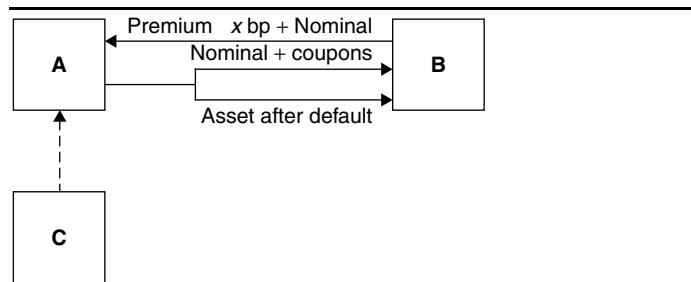 Premium x bp + Nominal
Nominal + coupons
A
B
Asset after default
C